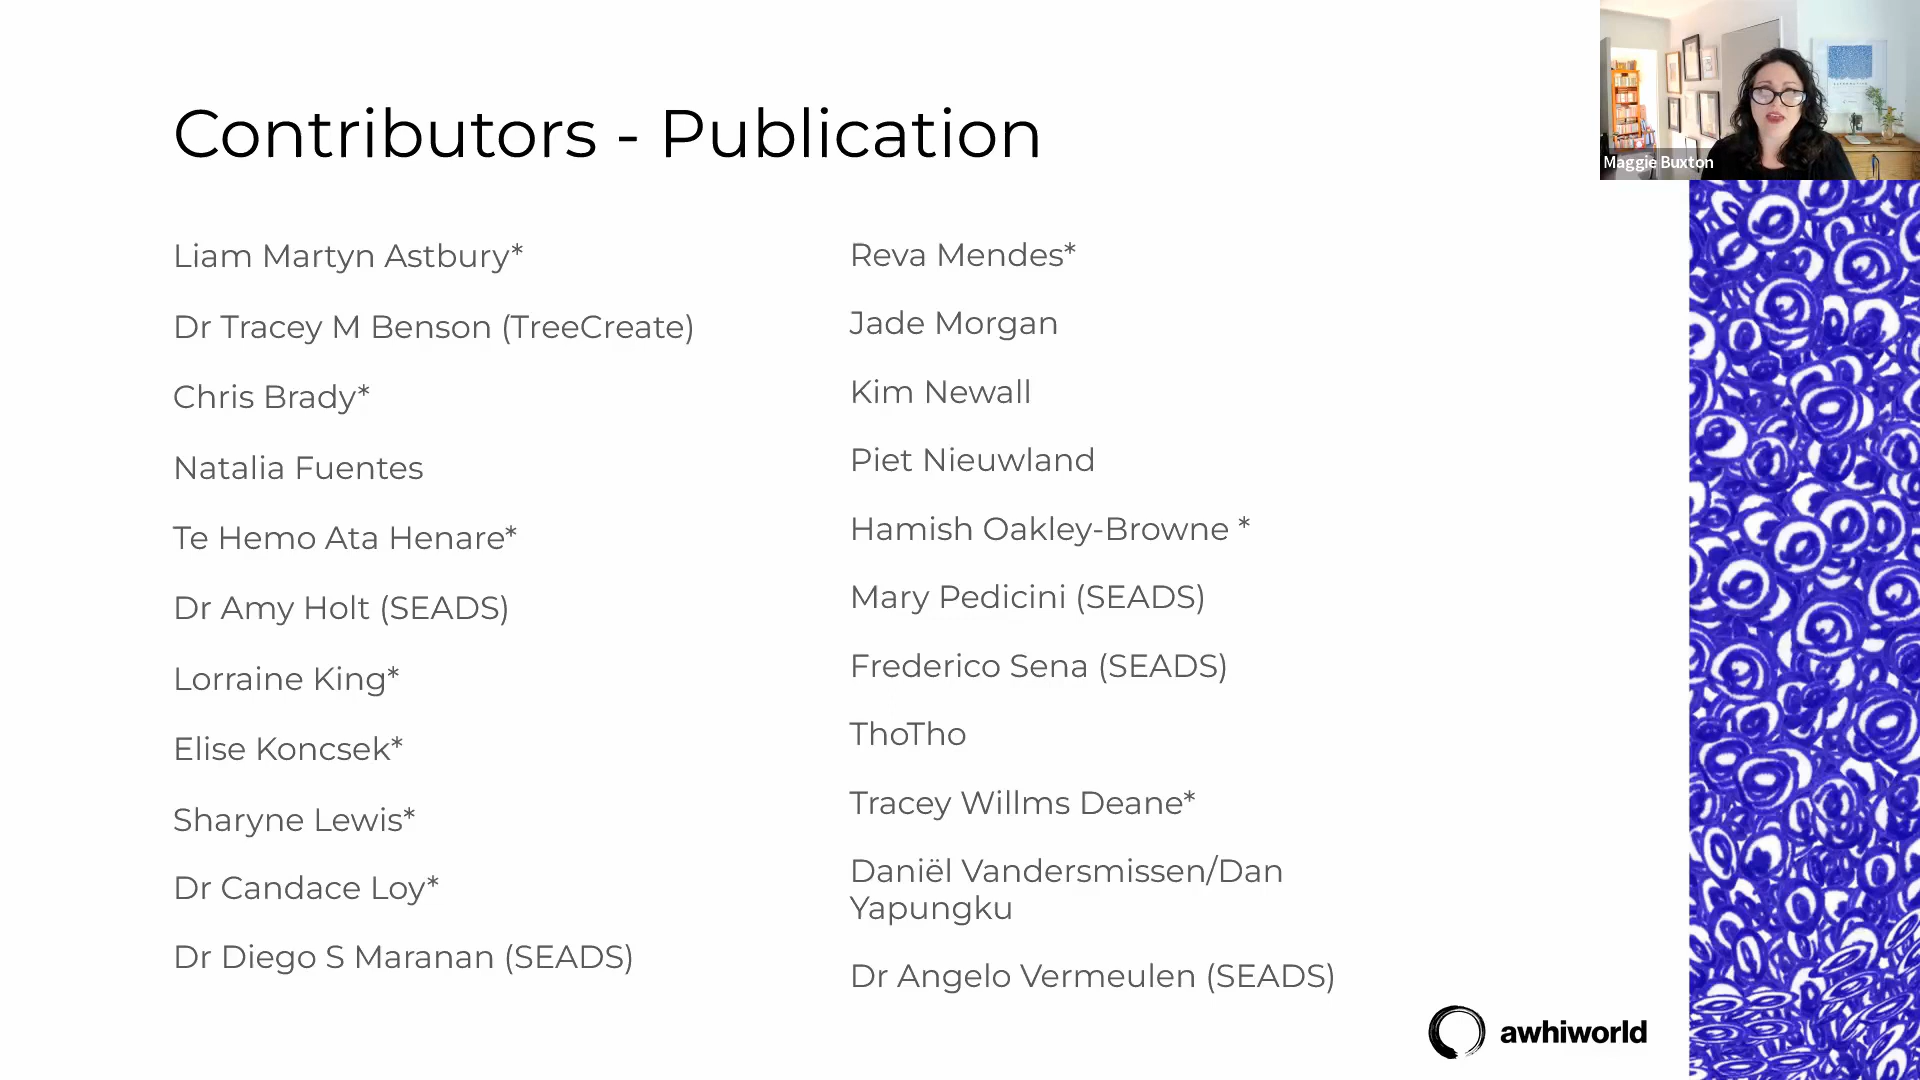 Contributors - Publication
Liam Martyn Astbury*
Dr Tracey M Benson (TreeCreate)
Chris Brady*
Natalia Fuentes
Te Hemo Ata Henare*
Dr Amy Holt (SEADS)
Lorraine King*
Elise Koncsek*
Sharyne Lewis*
Dr Candace Loy*
Dr Diego S Maranan (SEADS)
Reva Mendes*
Jade Morgan
Kim Newall
Piet Nieuwland
Hamish Oakley-Browne *
Mary Pedicini (SEADS)
Frederico Sena (SEADS)
ThoTho
Tracey Willms Deane*
Daniël Vandersmissen/Dan
Yapungku
Dr Angelo Vermeulen (SEADS)
awhiworld
Maggie Buxton